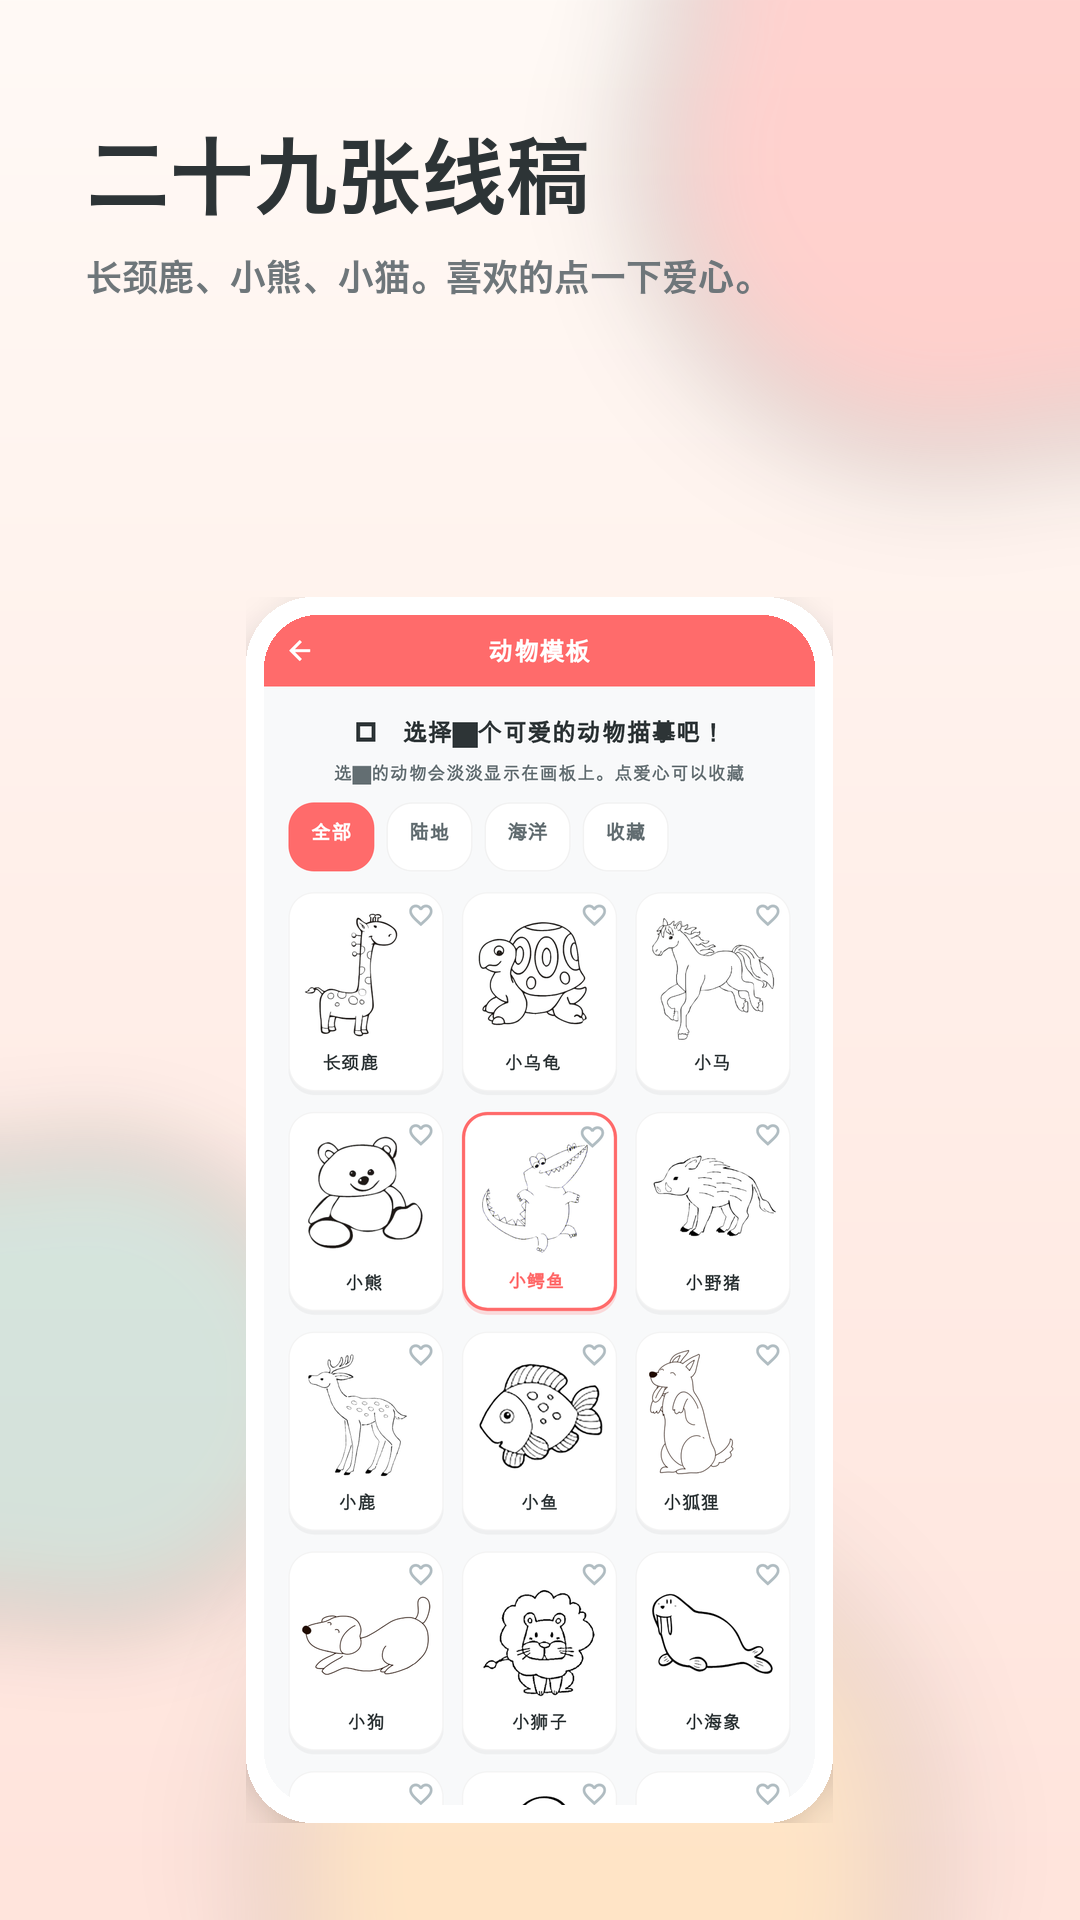 二十九张线稿
长颈鹿、小熊、小猫。喜欢的点一下爱心。
动物模板
选择个可爱的动物描摹吧！
选的动物会淡淡显示在画板上。点爱心可以收藏
全部 陆地 海洋 收藏
长颈鹿 小乌龟 小马
小熊 小鳄鱼 小野猪
小鹿 小鱼 小狐狸
小狗 小狮子 小海象